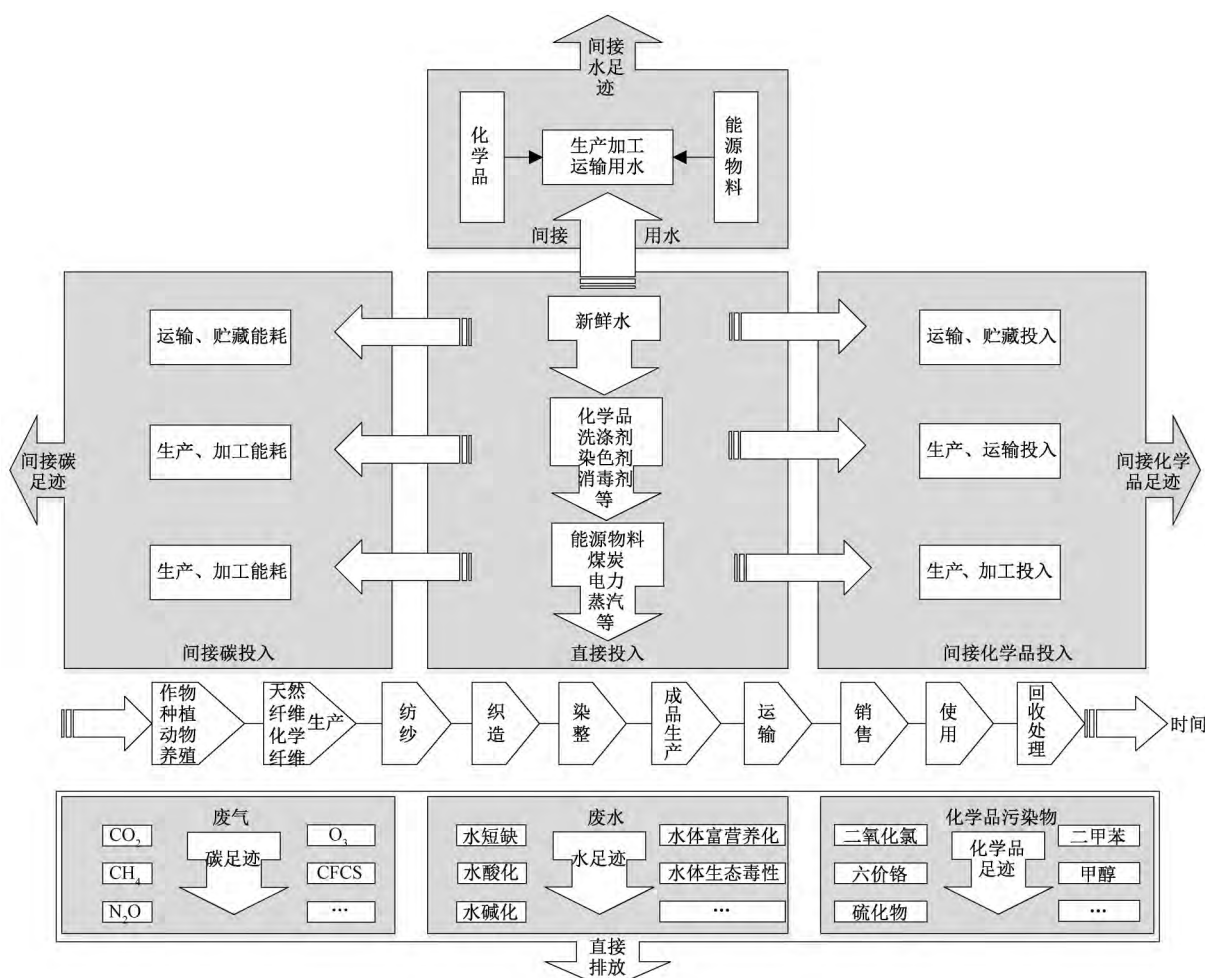 间接
水足
迹
化
学
品
生产加工
运输用水
能
源
物
料
间接
用水
运输、贮藏能耗
新鲜水
运输、贮藏投入
化学品
洗涤剂
染色剂
消毒剂
等
生产、加工能耗
生产、运输投入
间接碳
足迹
间接化学
品足迹
能源物料
煤炭
电力
蒸汽
等
生产、加工能耗
生产、加工投入
间接碳投入
直接投入
间接化学品投入
作物
种植
动物
养殖
天然
纤维
化学
纤维
生产
纺
纱
织
造
染
整
成
品
生
产
运
输
销
售
使
用
回
收
处
理
时间
废气
CO₂
CH₄
N₂O
碳足迹
O₃
CFCS
…
废水
水短缺
水酸化
水碱化
水足迹
水体富营养化
水体生态毒性
…
化学品污染物
二氧化氯
六价铬
硫化物
化学品
足迹
二甲苯
甲醇
…
直接
排放